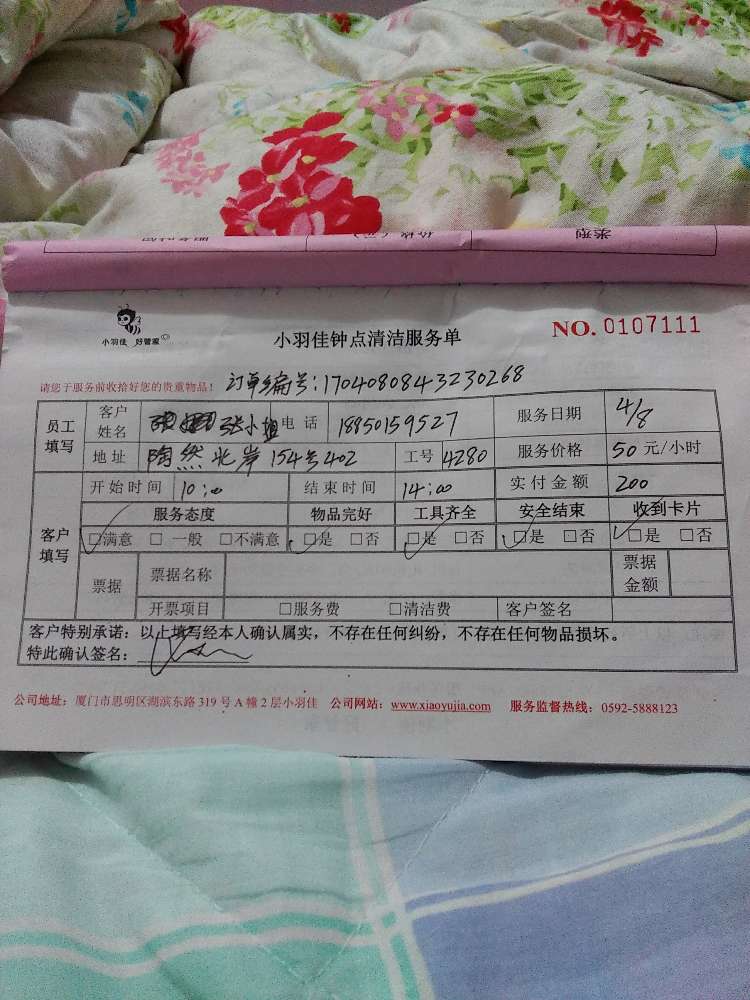 类型
价格(元)
服务时间
小羽佳 好管家
小羽佳钟点清洁服务单
NO. 0107111
请您于服务前收拾好您的贵重物品!
订单编号:1704080843230268
员工填写
客户姓名 张小姐 电话 18850159527 服务日期 4/8
地址 陶然北岸154号402 工号 4280 服务价格 50元/小时
客户填写
开始时间 10:00 结束时间 14:00 实付金额 200
服务态度 物品完好 工具齐全 安全结束 收到卡片
□满意 □一般 □不满意 □是 □否 □是 □否 □是 □否 □是 □否
票据 票据名称 票据金额
开票项目 □服务费 □清洁费 客户签名
客户特别承诺:以上填写经本人确认属实,不存在任何纠纷,不存在任何物品损坏。
特此确认签名:
公司地址:厦门市思明区湖滨东路319号A幢2层小羽佳 公司网站:www.xiaoyujia.com 服务监督热线:0592-5888123